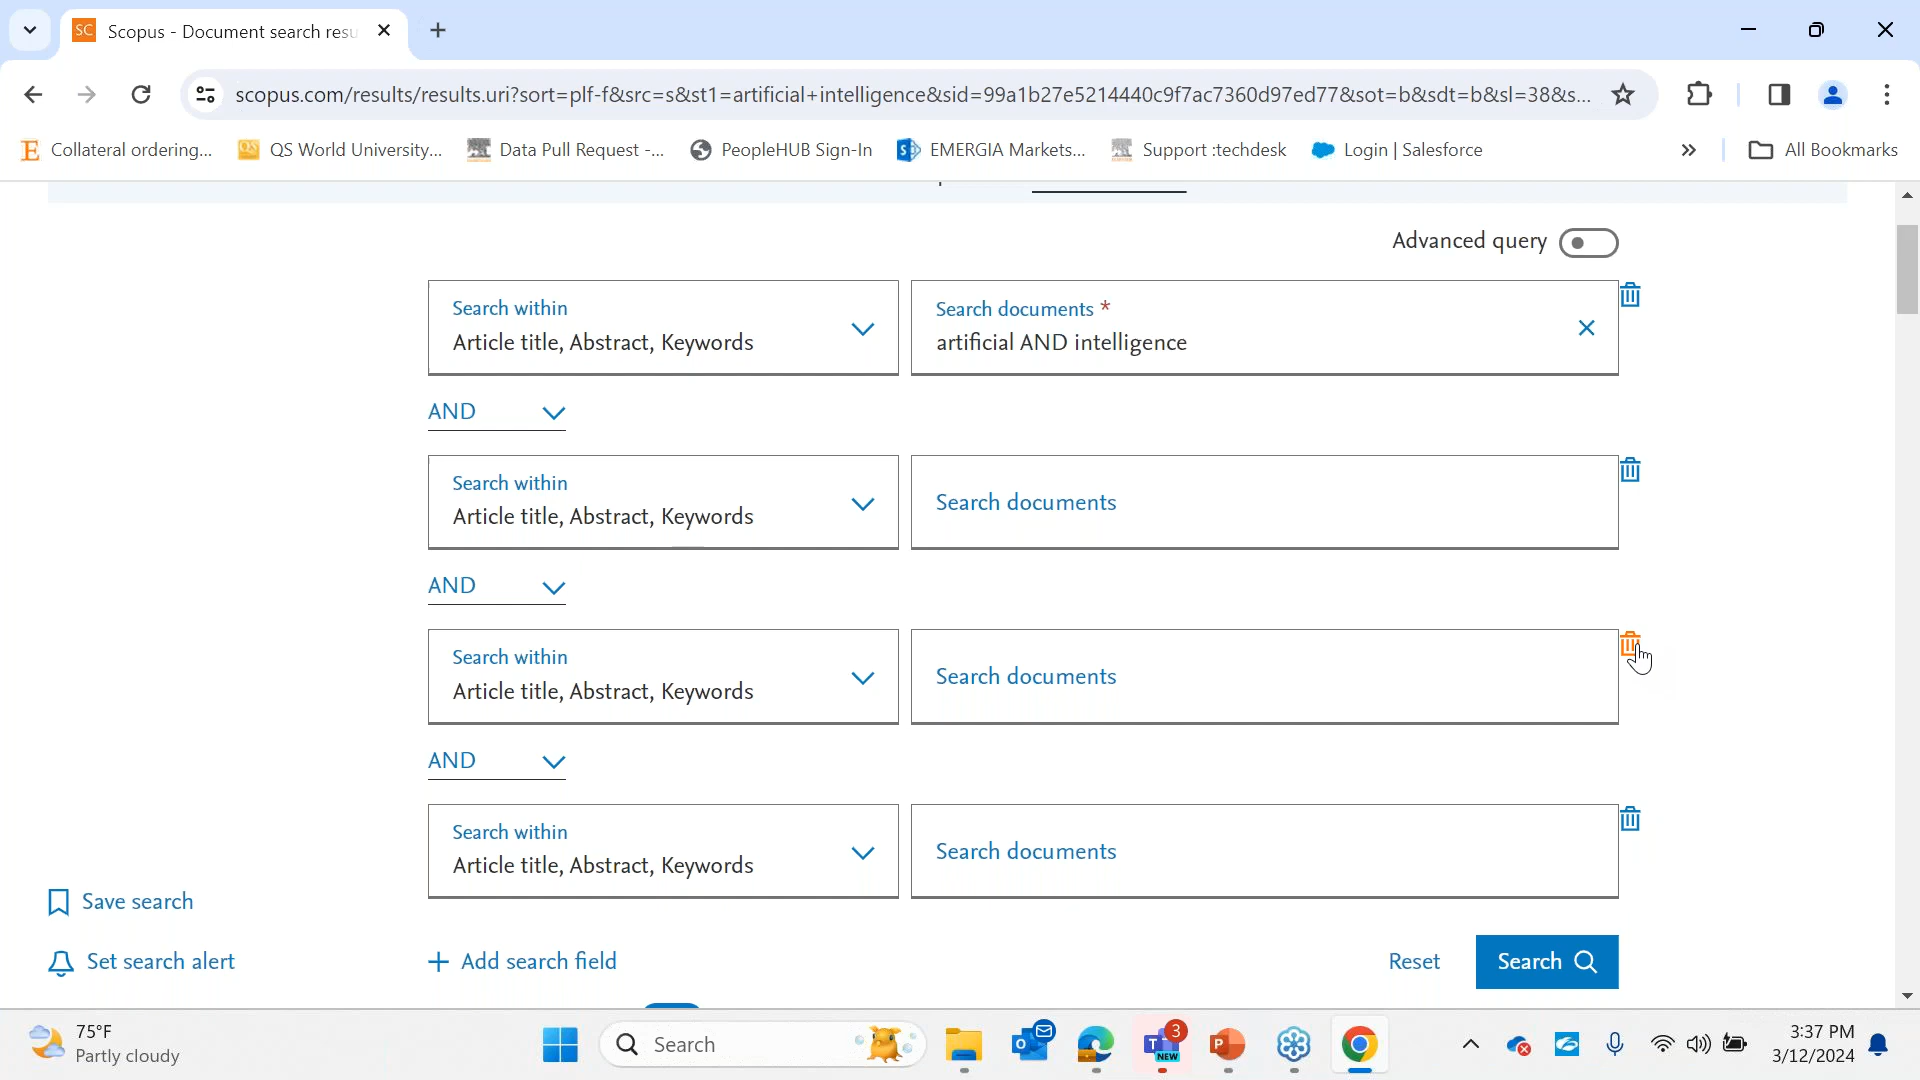 SC Scopus - Document search resu
scopus.com/results/results.uri?sort=plf-f&src=s&st1=artificial+intelligence&sid=99a1b27e5214440c9f7ac7360d97ed77&sot=b&sdt=b&sl=38&s...
Collateral ordering... QS World University... Data Pull Request -... PeopleHUB Sign-In EMERGIA Markets... Support :techdesk Login | Salesforce » All Bookmarks
Advanced query
Search within
Article title, Abstract, Keywords
Search documents *
artificial AND intelligence
AND
Search within
Article title, Abstract, Keywords
Search documents
AND
Search within
Article title, Abstract, Keywords
Search documents
AND
Search within
Article title, Abstract, Keywords
Search documents
Save search
Set search alert
+ Add search field
Reset
Search
75°F
Partly cloudy
Search
3
NEW
3:37 PM
3/12/2024